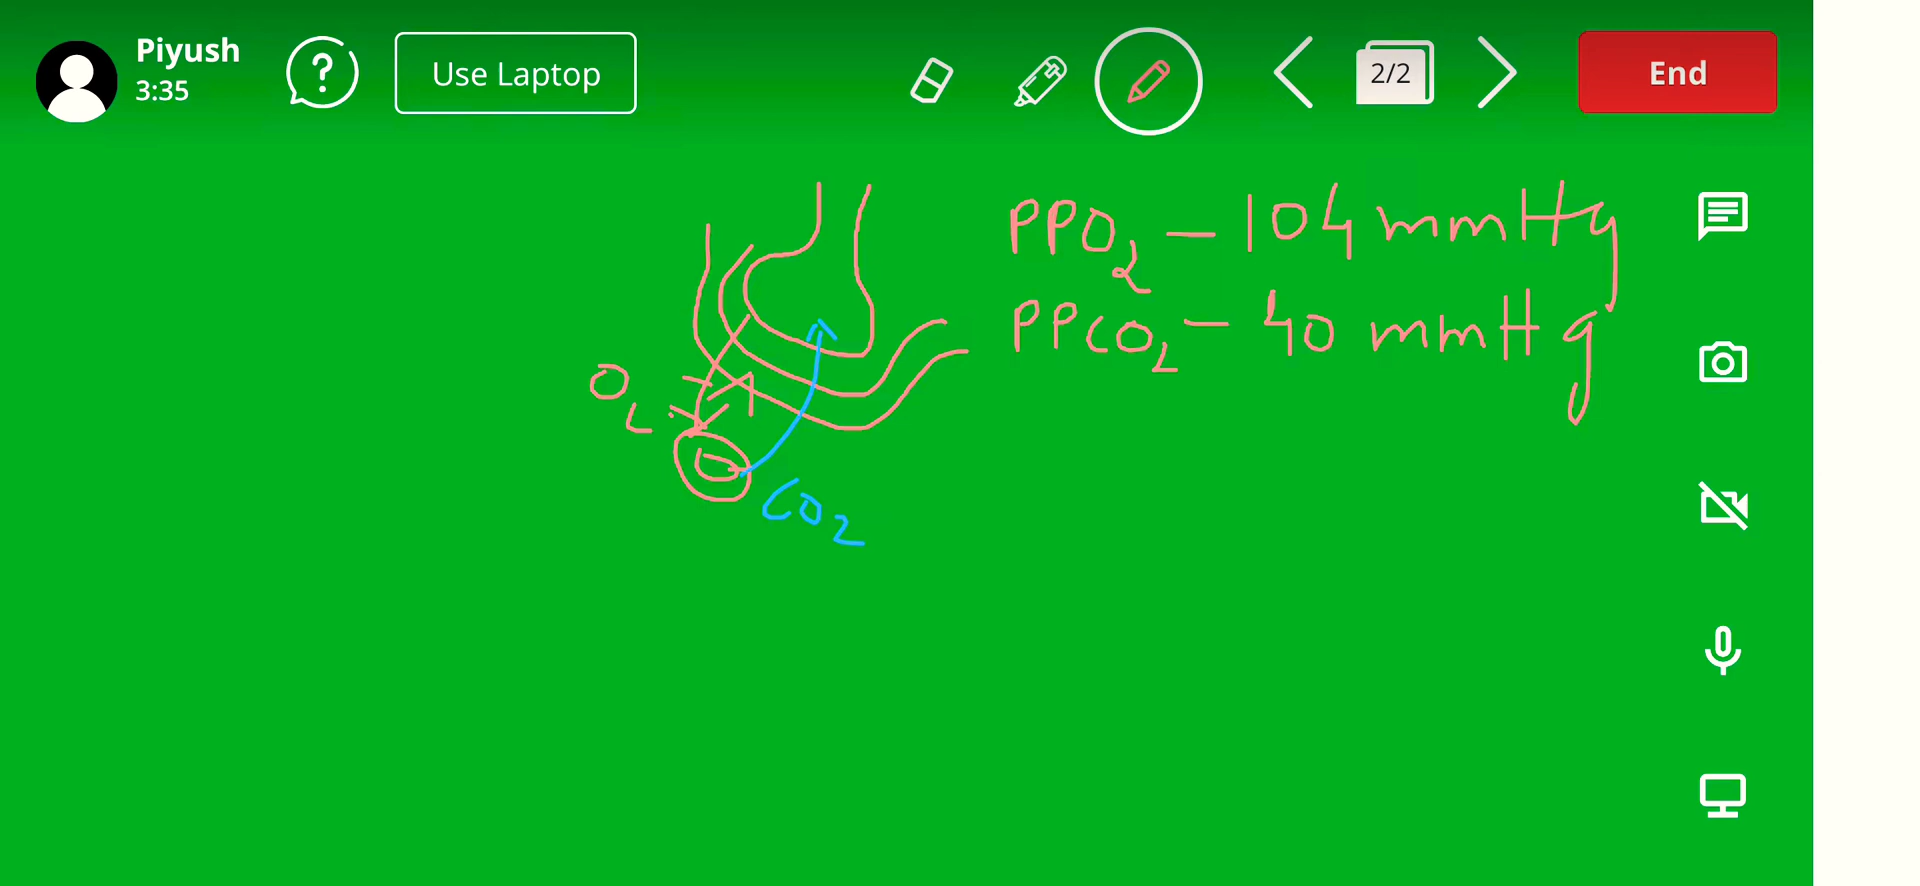 Piyush
3:35
Use Laptop
2/2
End
PPO₂ — 104 mmHg
PPCO₂ — 40 mmHg
O₂
CO₂